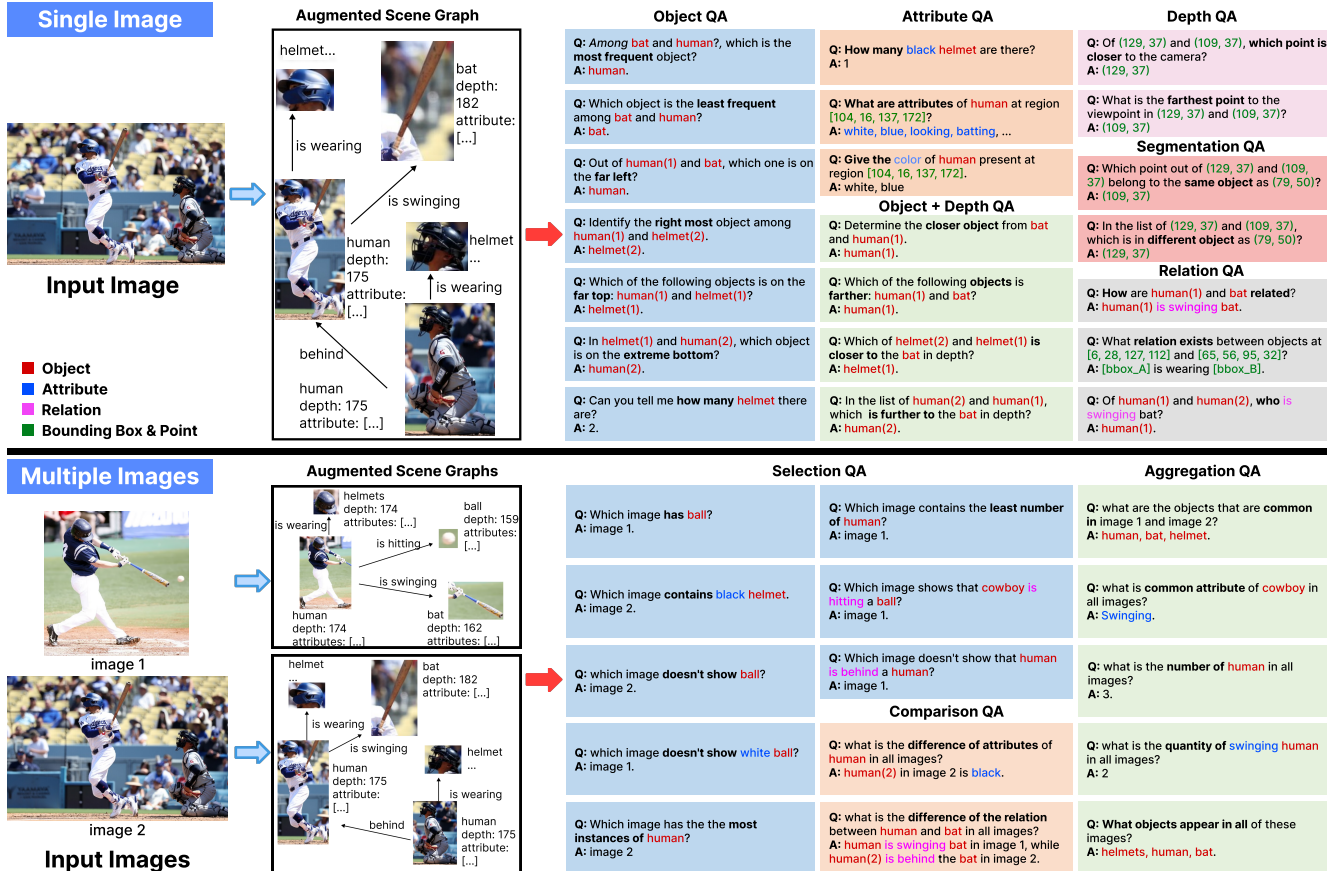 Single Image
Augmented Scene Graph
helmet...
bat
depth:
182
attribute:
[...]
is wearing
is swinging
human
depth:
175
attribute:
[...]
helmet
...
is wearing
behind
human
depth: 175
attribute: [...]
Input Image
Object
Attribute
Relation
Bounding Box & Point
Object QA
Q: Among bat and human?, which is the
most frequent object?
A: human.
Q: Which object is the least frequent
among bat and human?
A: bat.
Q: Out of human(1) and bat, which one is on
the far left?
A: human.
Q: Identify the right most object among
human(1) and helmet(2).
A: helmet(2).
Q: Which of the following objects is on the
far top: human(1) and helmet(1)?
A: helmet(1).
Q: In helmet(1) and human(2), which object
is on the extreme bottom?
A: human(2).
Q: Can you tell me how many helmet there
are?
A: 2.
Attribute QA
Q: How many black helmet are there?
A: 1
Q: What are attributes of human at region
[104, 16, 137, 172]?
A: white, blue, looking, batting, ...
Q: Give the color of human present at
region [104, 16, 137, 172].
A: white, blue
Object + Depth QA
Q: Determine the closer object from bat
and human(1).
A: human(1).
Q: Which of the following objects is
farther: human(1) and bat?
A: human(1).
Q: Which of helmet(2) and helmet(1) is
closer to the bat in depth?
A: helmet(1).
Q: In the list of human(2) and human(1),
which is further to the bat in depth?
A: human(2).
Depth QA
Q: Of (129, 37) and (109, 37), which point is
closer to the camera?
A: (129, 37)
Q: What is the farthest point to the
viewpoint in (129, 37) and (109, 37)?
A: (109, 37)
Segmentation QA
Q: Which point out of (129, 37) and (109,
37) belong to the same object as (79, 50)?
A: (109, 37)
Q: In the list of (129, 37) and (109, 37),
which is in different object as (79, 50)?
A: (129, 37)
Relation QA
Q: How are human(1) and bat related?
A: human(1) is swinging bat.
Q: What relation exists between objects at
[6, 28, 127, 112] and [65, 56, 95, 32]?
A: [bbox_A] is wearing [bbox_B].
Q: Of human(1) and human(2), who is
swinging bat?
A: human(1).
Multiple Images
Augmented Scene Graphs
image 1
image 2
Input Images
helmets
depth: 174
attributes: [...]
is wearing
ball
depth: 159
attributes:
[...]
is hitting
is swinging
human
depth: 174
attributes: [...]
bat
depth: 162
attributes: [...]
helmet
...
bat
depth: 182
attribute:
[...]
is wearing
is swinging
human
depth: 175
attribute:
[...]
helmet
...
is wearing
behind
human
depth: 175
attribute:
[...]
Selection QA
Q: Which image has ball?
A: image 1.
Q: Which image contains black helmet.
A: image 2.
Q: which image doesn't show ball?
A: image 2.
Q: which image doesn't show white ball?
A: image 1.
Q: Which image has the the most
instances of human?
A: image 2
Q: Which image contains the least number
of human?
A: image 1.
Q: Which image shows that cowboy is
hitting a ball?
A: image 1.
Q: Which image doesn't show that human
is behind a human?
A: image 1.
Comparison QA
Q: what is the difference of attributes of
human in all images?
A: human(2) in image 2 is black.
Q: what is the difference of the relation
between human and bat in all images?
A: human is swinging bat in image 1, while
human(2) is behind the bat in image 2.
Aggregation QA
Q: what are the objects that are common
in image 1 and image 2?
A: human, bat, helmet.
Q: what is common attribute of cowboy in
all images?
A: Swinging.
Q: what is the number of human in all
images?
A: 3.
Q: what is the quantity of swinging human
in all images?
A: 2
Q: What objects appear in all of these
images?
A: helmets, human, bat.